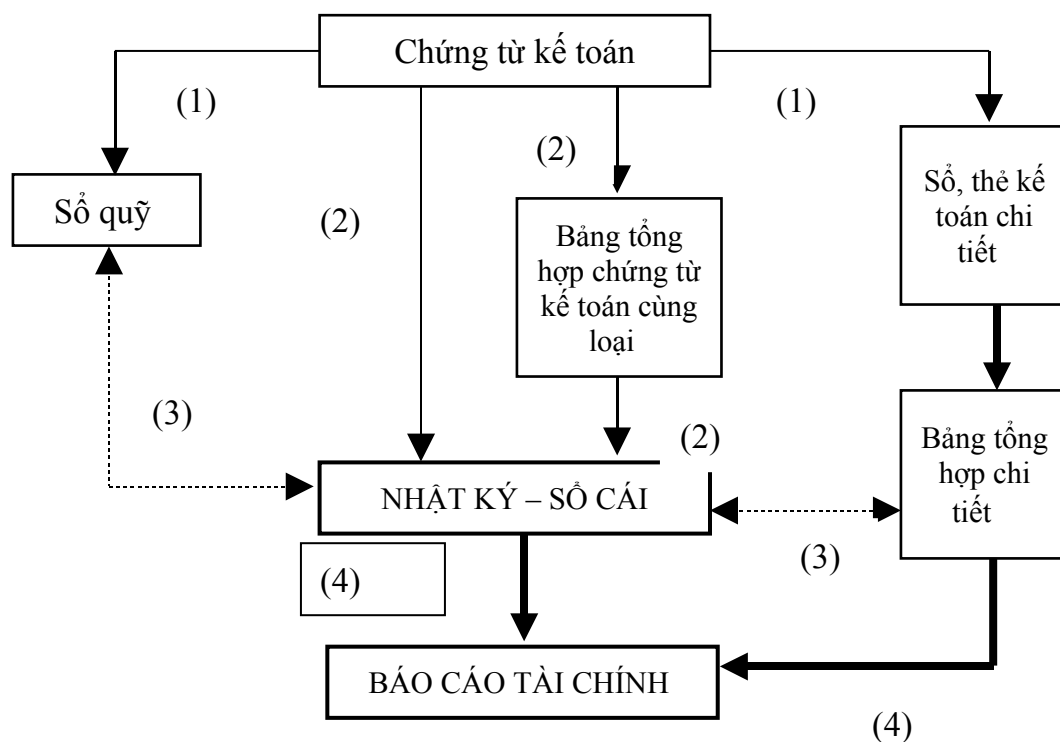 Chứng từ kế toán
(1)
(1)
(2)
(2)
Sổ quỹ
Bảng tổng
hợp chứng từ
kế toán cùng
loại
Sổ, thẻ kế
toán chi
tiết
(3)
(2)
Bảng tổng
hợp chi
tiết
NHẬT KÝ – SỔ CÁI
(3)
(4)
BÁO CÁO TÀI CHÍNH
(4)